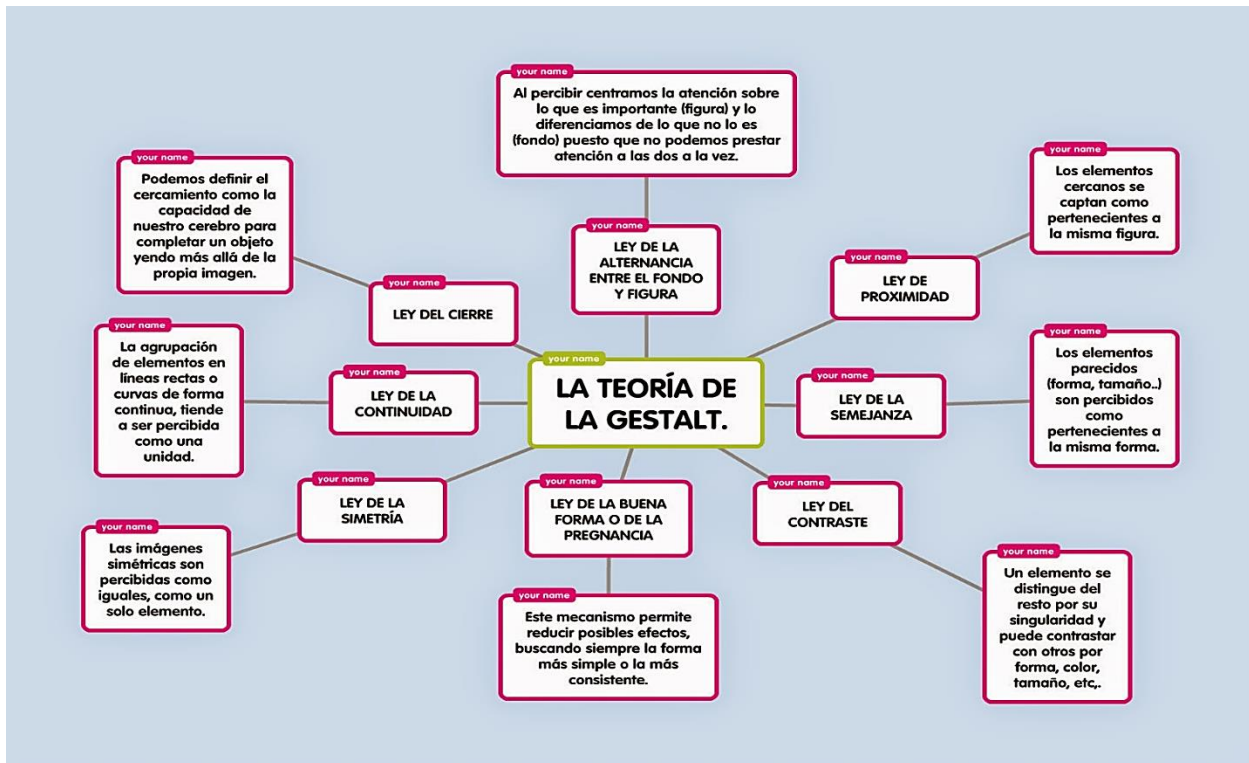 your name
Al percibir centramos la atención sobre
lo que es importante (figura) y lo
diferenciamos de lo que no lo es
(fondo) puesto que no podemos prestar
atención a las dos a la vez.
your name
LEY DE LA
ALTERNANCIA
ENTRE EL FONDO
Y FIGURA
your name
Podemos definir el
cercamiento como la
capacidad de
nuestro cerebro para
completar un objeto
yendo más allá de la
propia imagen.
your name
LEY DEL CIERRE
your name
Los elementos
cercanos se
captan como
pertenecientes a
la misma figura.
your name
LEY DE
PROXIMIDAD
your name
La agrupación
de elementos en
líneas rectas o
curvas de forma
continua, tiende
a ser percibida
como una
unidad.
your name
LEY DE LA
CONTINUIDAD
your name
LA TEORÍA DE
LA GESTALT.
your name
LEY DE LA
SEMEJANZA
your name
Los elementos
parecidos
(forma, tamaño..)
son percibidos
como
pertenecientes a
la misma forma.
your name
LEY DE LA
SIMETRÍA
your name
Las imágenes
simétricas son
percibidas como
iguales, como un
solo elemento.
your name
LEY DE LA BUENA
FORMA O DE LA
PREGNANCIA
your name
Este mecanismo permite
reducir posibles efectos,
buscando siempre la forma
más simple o la más
consistente.
your name
LEY DEL
CONTRASTE
your name
Un elemento se
distingue del
resto por su
singularidad y
puede contrastar
con otros por
forma, color,
tamaño, etc,.